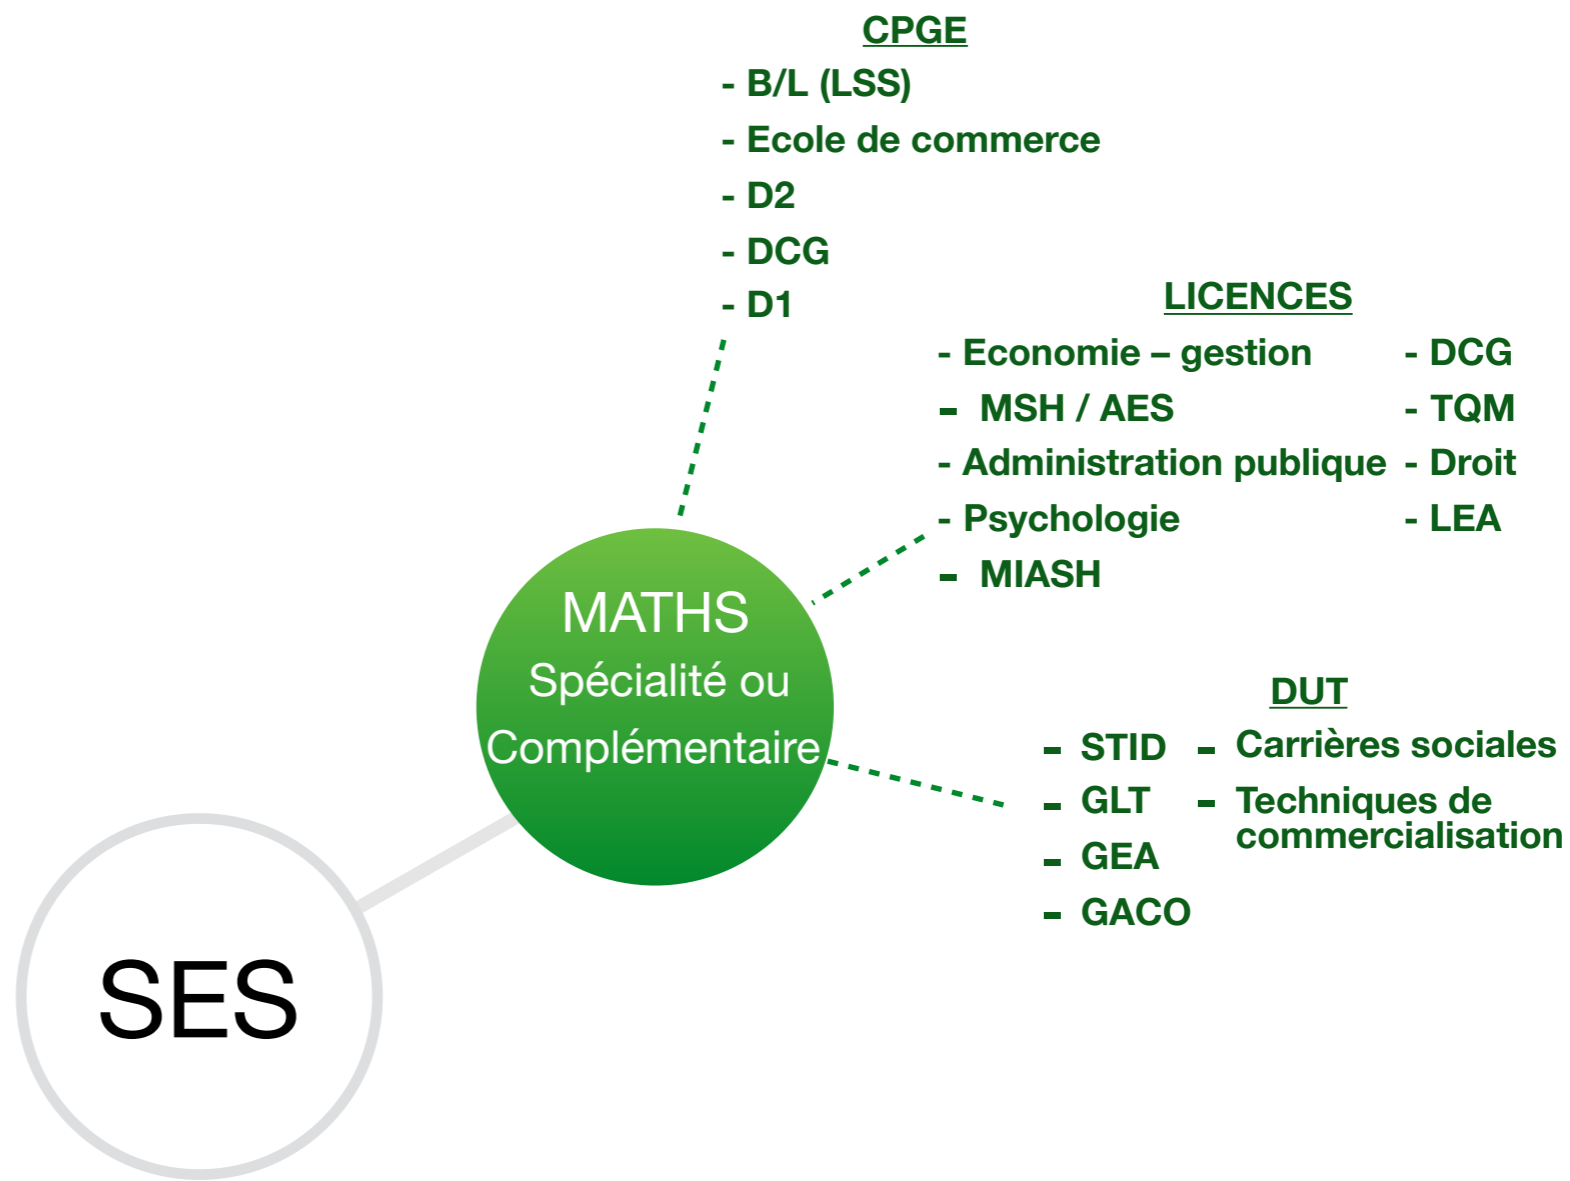 CPGE
- B/L (LSS)
- Ecole de commerce
- D2
- DCG
- D1
LICENCES
- Economie – gestion
- MSH / AES
- Administration publique
- Psychologie
- MIASH
- DCG
- TQM
- Droit
- LEA
MATHS
Spécialité ou
Complémentaire
DUT
- STID
- GLT
- GEA
- GACO
- Carrières sociales
- Techniques de
commercialisation
SES